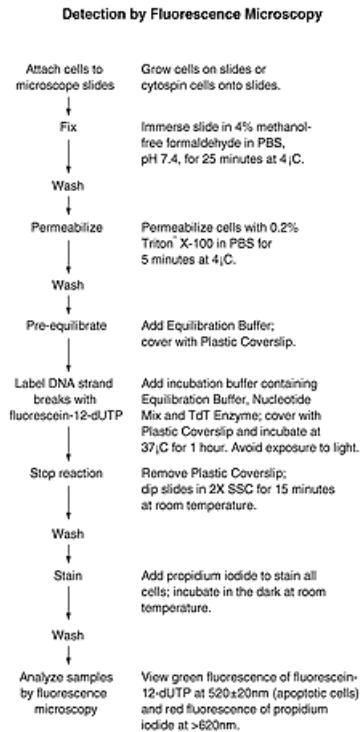 Detection by Fluorescence Microscopy
Attach cells to
microscope slides
Grow cells on slides or
cytospin cells onto slides.
Fix
Immerse slide in 4% methanol-
free formaldehyde in PBS,
pH 7.4, for 25 minutes at 4¡C.
Wash
Permeabilize
Permeabilize cells with 0.2%
Triton¨ X-100 in PBS for
5 minutes at 4¡C.
Wash
Pre-equilibrate
Add Equilibration Buffer;
cover with Plastic Coverslip.
Label DNA strand
breaks with
fluorescein-12-dUTP
Add incubation buffer containing
Equilibration Buffer, Nucleotide
Mix and TdT Enzyme; cover with
Plastic Coverslip and incubate at
37¡C for 1 hour. Avoid exposure to light.
Stop reaction
Remove Plastic Coverslip;
dip slides in 2X SSC for 15 minutes
at room temperature.
Wash
Stain
Add propidium iodide to stain all
cells; incubate in the dark at room
temperature.
Wash
Analyze samples
by fluorescence
microscopy
View green fluorescence of fluorescein-
12-dUTP at 520±20nm (apoptotic cells)
and red fluorescence of propidium
iodide at >620nm.